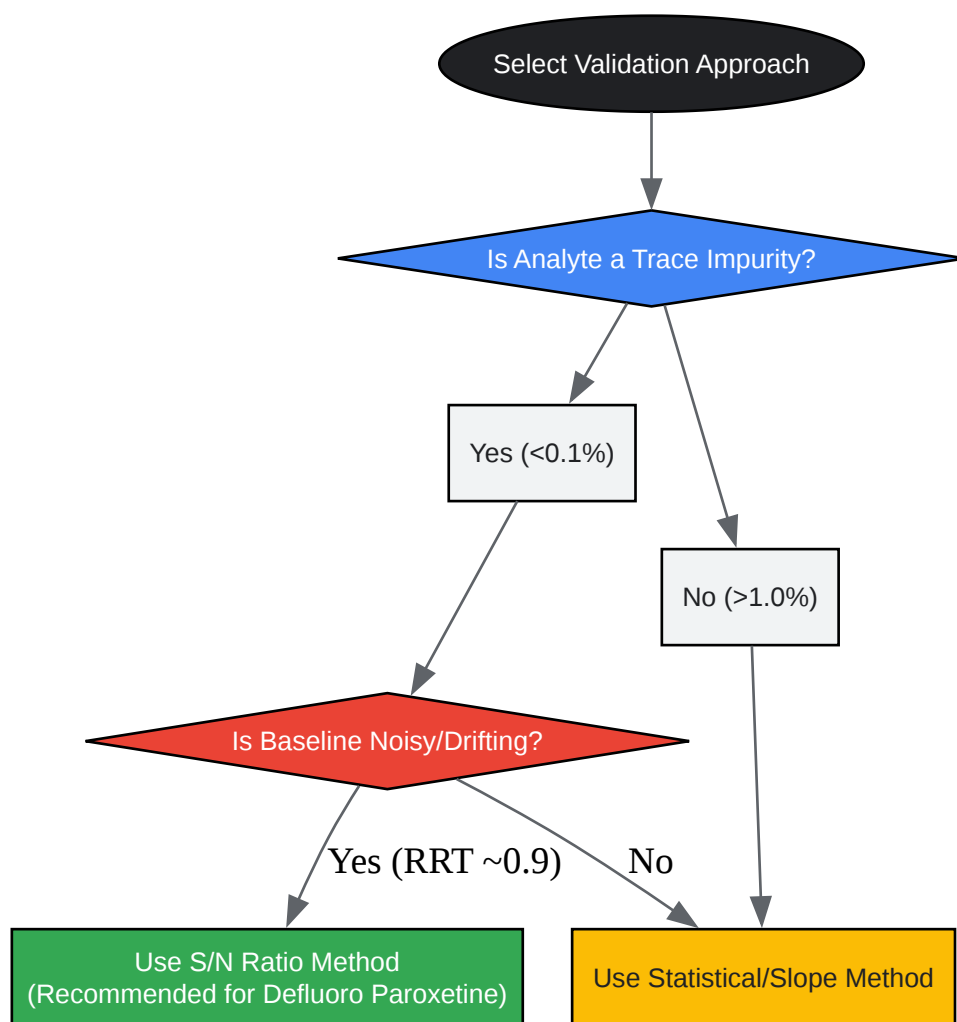 Select Validation Approach
Is Analyte a Trace Impurity?
Yes (<0.1%)
No (>1.0%)
Is Baseline Noisy/Drifting?
Yes (RRT ~0.9)
No
Use S/N Ratio Method
(Recommended for Defluoro Paroxetine)
Use Statistical/Slope Method